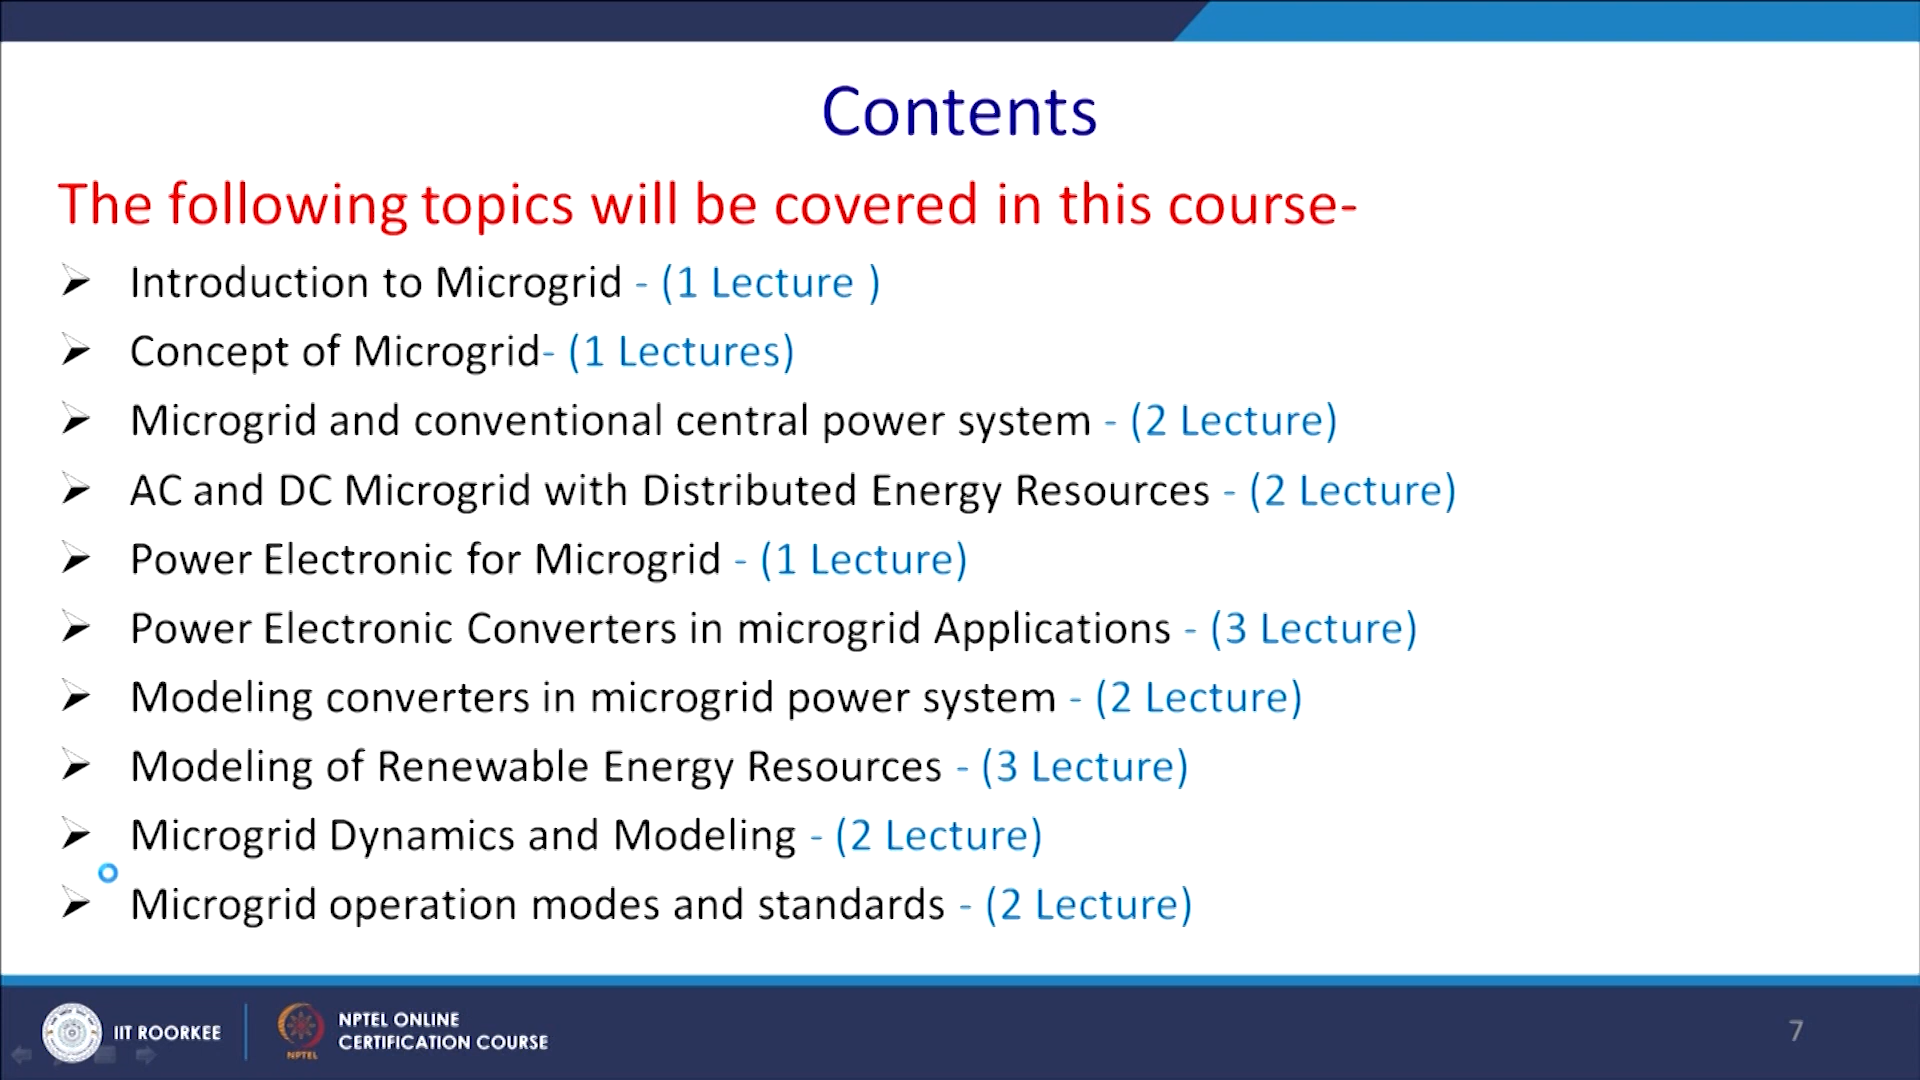 Contents
The following topics will be covered in this course-
Introduction to Microgrid - (1 Lecture )
Concept of Microgrid- (1 Lectures)
Microgrid and conventional central power system - (2 Lecture)
AC and DC Microgrid with Distributed Energy Resources - (2 Lecture)
Power Electronic for Microgrid - (1 Lecture)
Power Electronic Converters in microgrid Applications - (3 Lecture)
Modeling converters in microgrid power system - (2 Lecture)
Modeling of Renewable Energy Resources - (3 Lecture)
Microgrid Dynamics and Modeling - (2 Lecture)
Microgrid operation modes and standards - (2 Lecture)
IIT ROORKEE
NPTEL
NPTEL ONLINE
CERTIFICATION COURSE
7